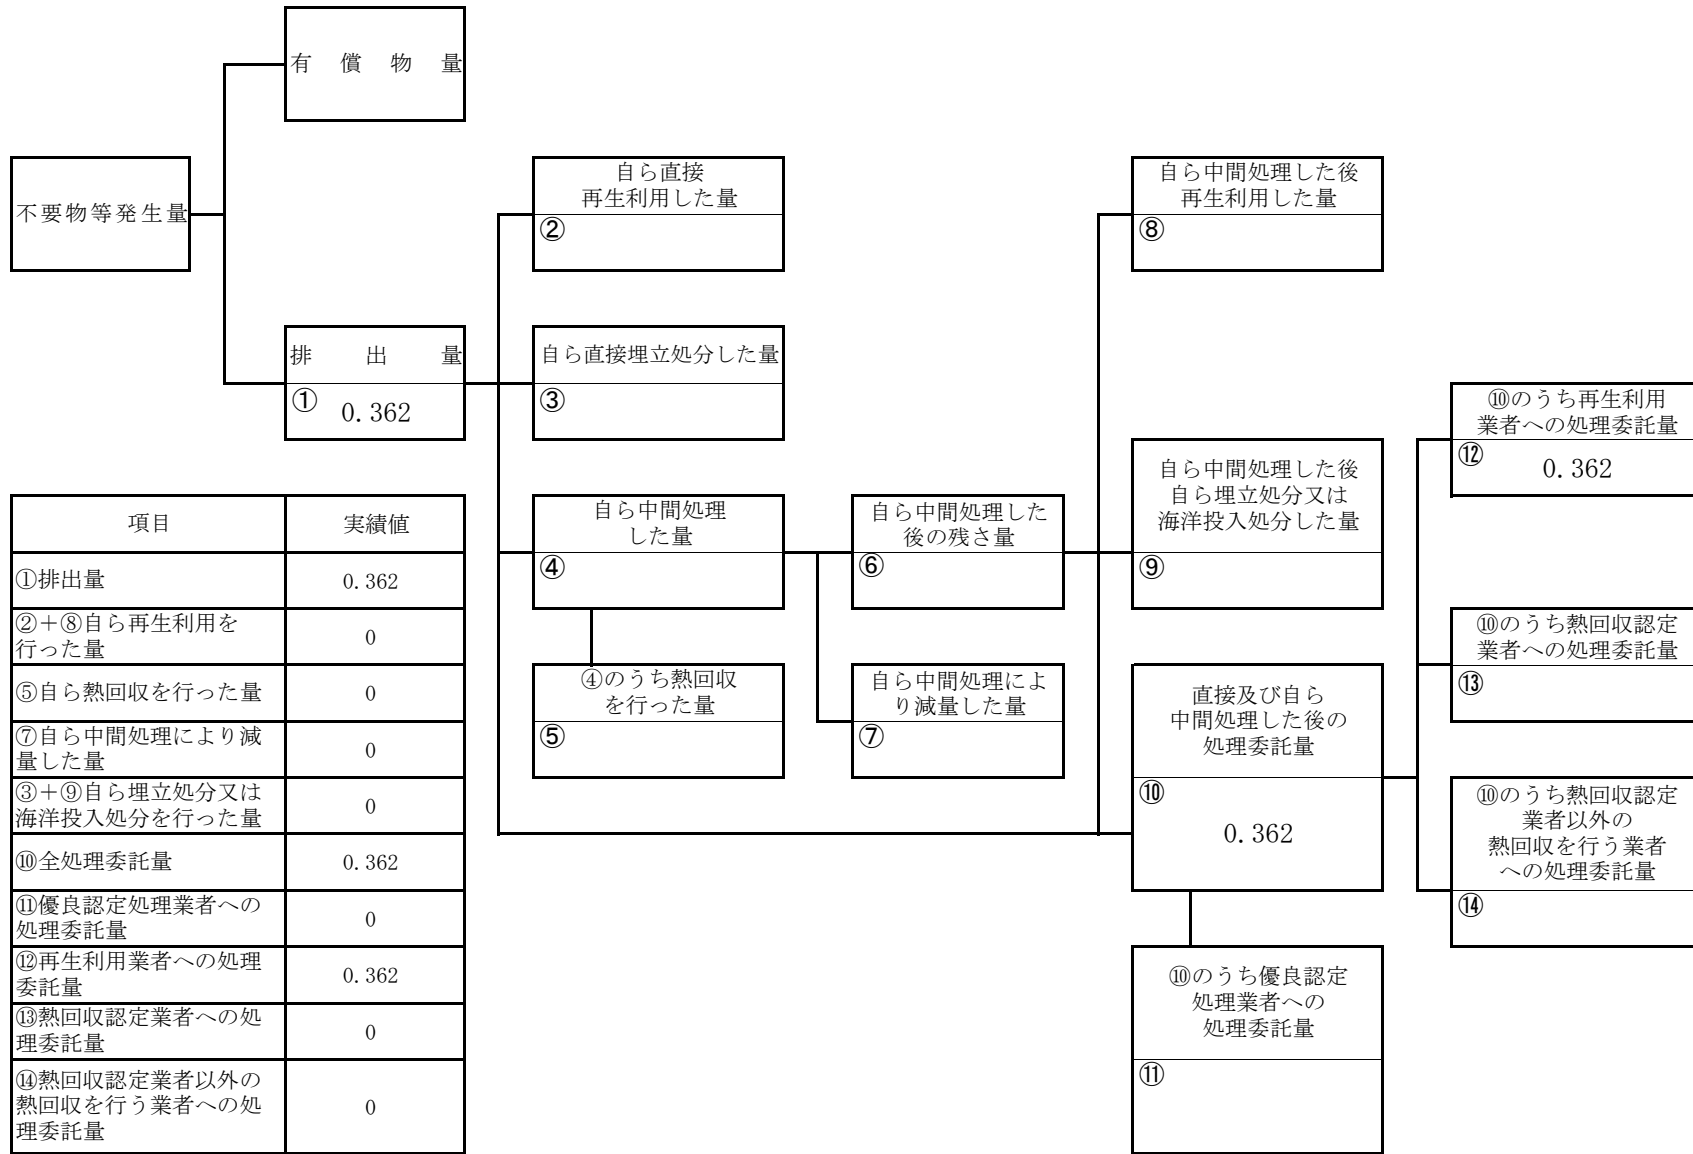 有償物量
不要物等発生量
排出量
①
0.362
自ら直接
再生利用した量
②
自ら直接埋立処分した量
③
自ら中間処理
した量
④
④のうち熱回収
を行った量
⑤
自ら中間処理した
後の残さ量
⑥
自ら中間処理によ
り減量した量
⑦
自ら中間処理した後
再生利用した量
⑧
自ら中間処理した後
自ら埋立処分又は
海洋投入処分した量
⑨
直接及び自ら
中間処理した後の
処理委託量
⑩
0.362
⑩のうち優良認定
処理業者への
処理委託量
⑪
⑩のうち再生利用
業者への処理委託量
⑫
0.362
⑩のうち熱回収認定
業者への処理委託量
⑬
⑩のうち熱回収認定
業者以外の
熱回収を行う業者
への処理委託量
⑭
項目 実績値
①排出量 0.362
②＋⑧自ら再生利用を
行った量 0
⑤自ら熱回収を行った量 0
⑦自ら中間処理により減
量した量 0
③＋⑨自ら埋立処分又は
海洋投入処分を行った量 0
⑩全処理委託量 0.362
⑪優良認定処理業者への
処理委託量 0
⑫再生利用業者への処理
委託量 0.362
⑬熱回収認定業者への処
理委託量 0
⑭熱回収認定業者以外の
熱回収を行う業者への処
理委託量 0